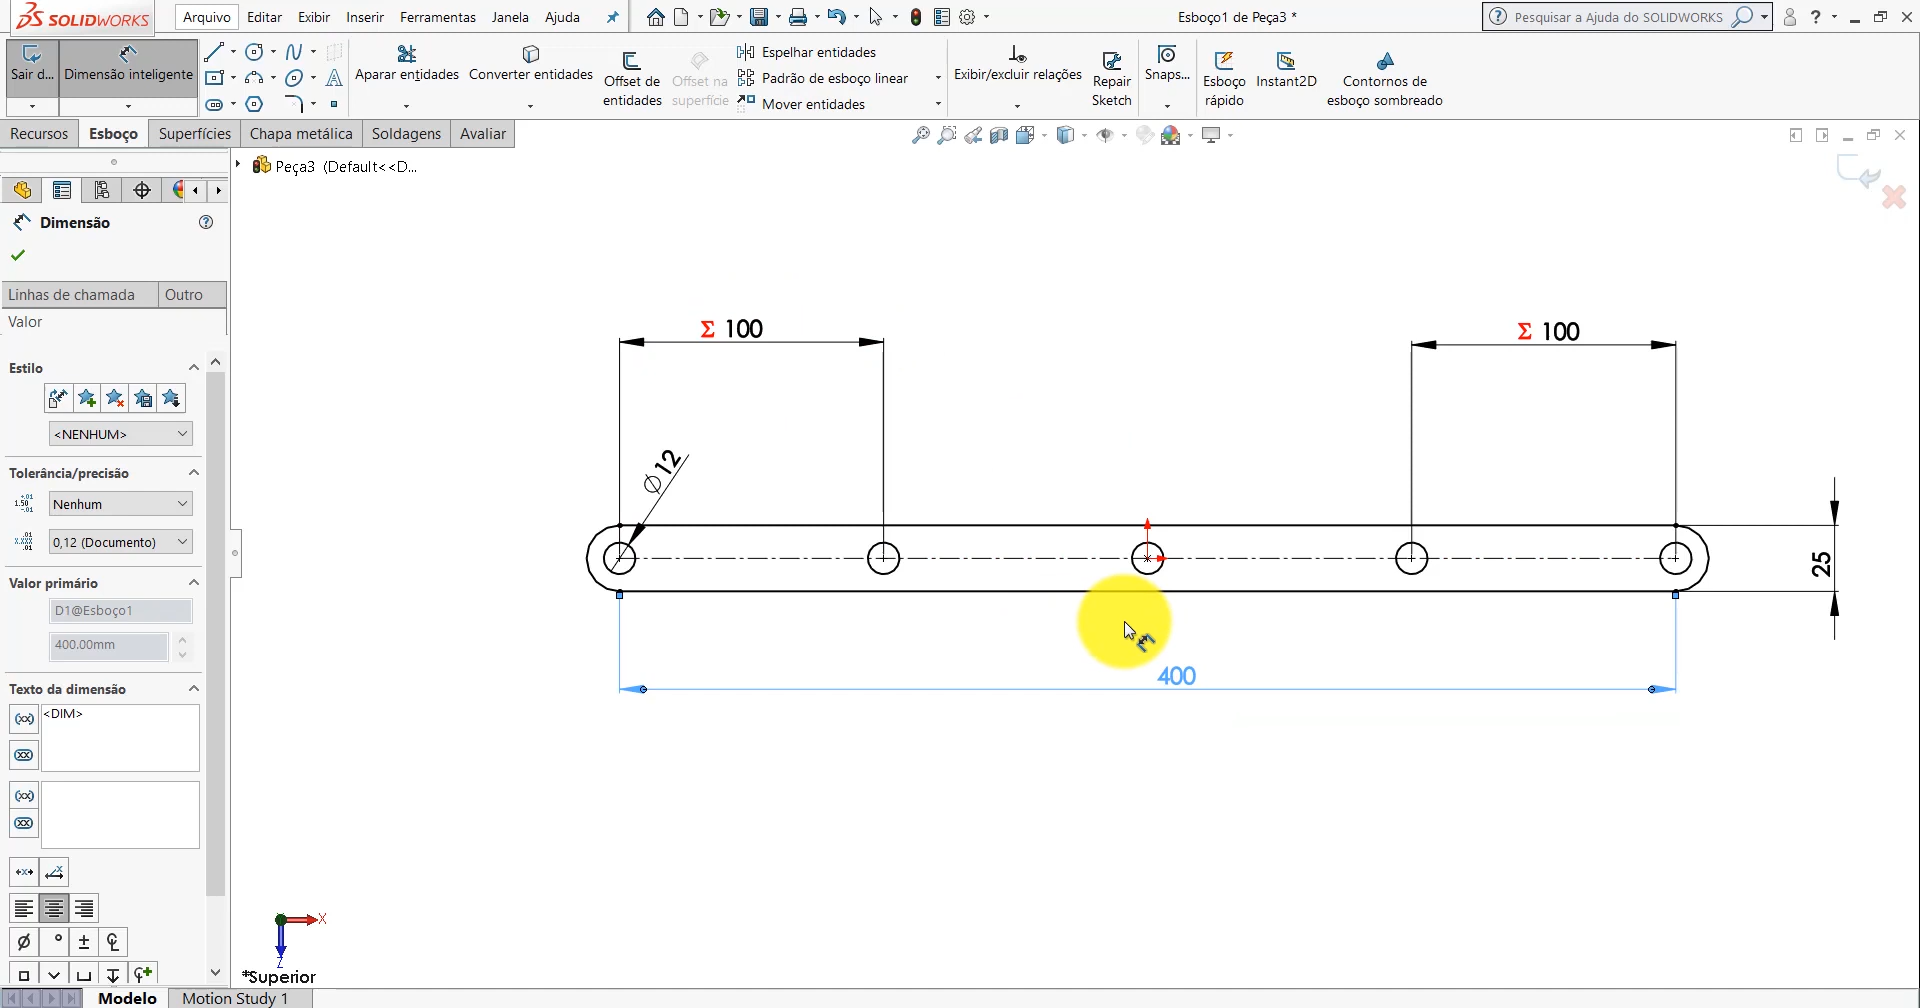 SOLIDWORKS
Arquivo
Editar
Exibir
Inserir
Ferramentas
Janela
Ajuda
Esboço1 de Peça3 *
Pesquisar a Ajuda do SOLIDWORKS
Sair d...
Dimensão inteligente
Aparar entidades
Converter entidades
Offset de entidades
Offset na superfície
Espelhar entidades
Padrão de esboço linear
Mover entidades
Exibir/excluir relações
Repair Sketch
Snaps...
Esboço rápido
Instant2D
Contornos de esboço sombreado
Recursos
Esboço
Superfícies
Chapa metálica
Soldagens
Avaliar
Peça3 (Default<<D...
Dimensão
Linhas de chamada
Outro
Valor
Estilo
<NENHUM>
Tolerância/precisão
Nenhum
0,12 (Documento)
Valor primário
D1@Esboço1
400.00mm
Texto da dimensão
<DIM>
Σ 100
Σ 100
∅ 12
25
400
X
Z
*Superior
Modelo
Motion Study 1